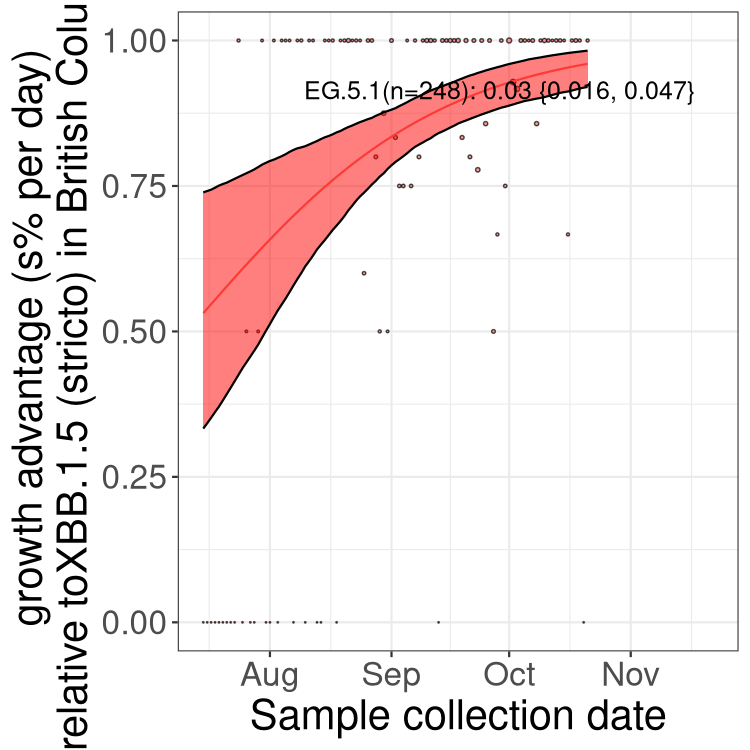 growth advantage (s% per day)
relative toXBB.1.5 (stricto) in British Colu
1.00
0.75
0.50
0.25
0.00
EG.5.1(n=248): 0.03 {0.016, 0.047}
Aug Sep Oct Nov
Sample collection date